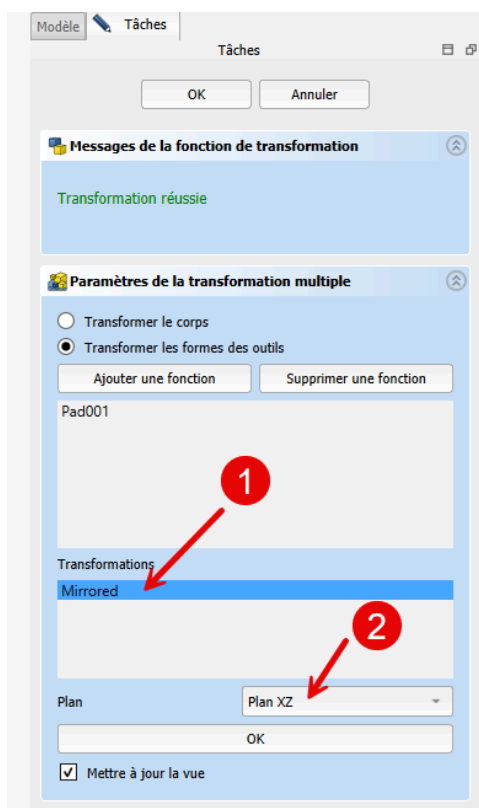 Modèle Tâches
Tâches
OK Annuler
Messages de la fonction de transformation
Transformation réussie
Paramètres de la transformation multiple
Transformer le corps
Transformer les formes des outils
Ajouter une fonction Supprimer une fonction
Pad001
1
Transformations
Mirrored
2
Plan Plan XZ
OK
Mettre à jour la vue